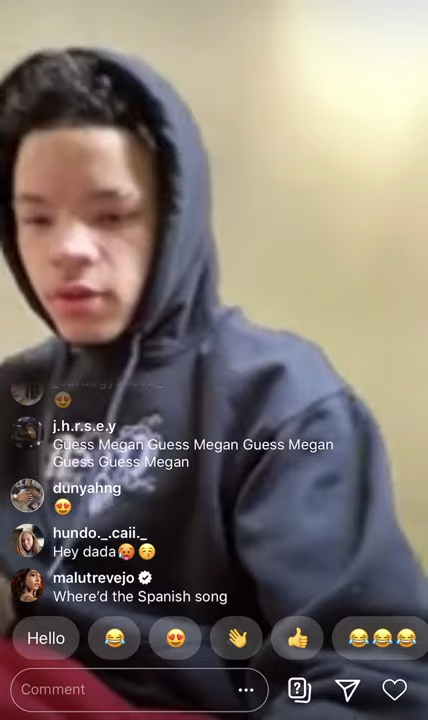 j.h.r.s.e.y
Guess Megan Guess Megan Guess Megan
Guess Guess Megan
dunyahng
😍
hundo._.caii._
Hey dada🥵😚
malutrevejo
Where'd the Spanish song
Hello 😂 😍 👋 👍 😂😂😂
Comment